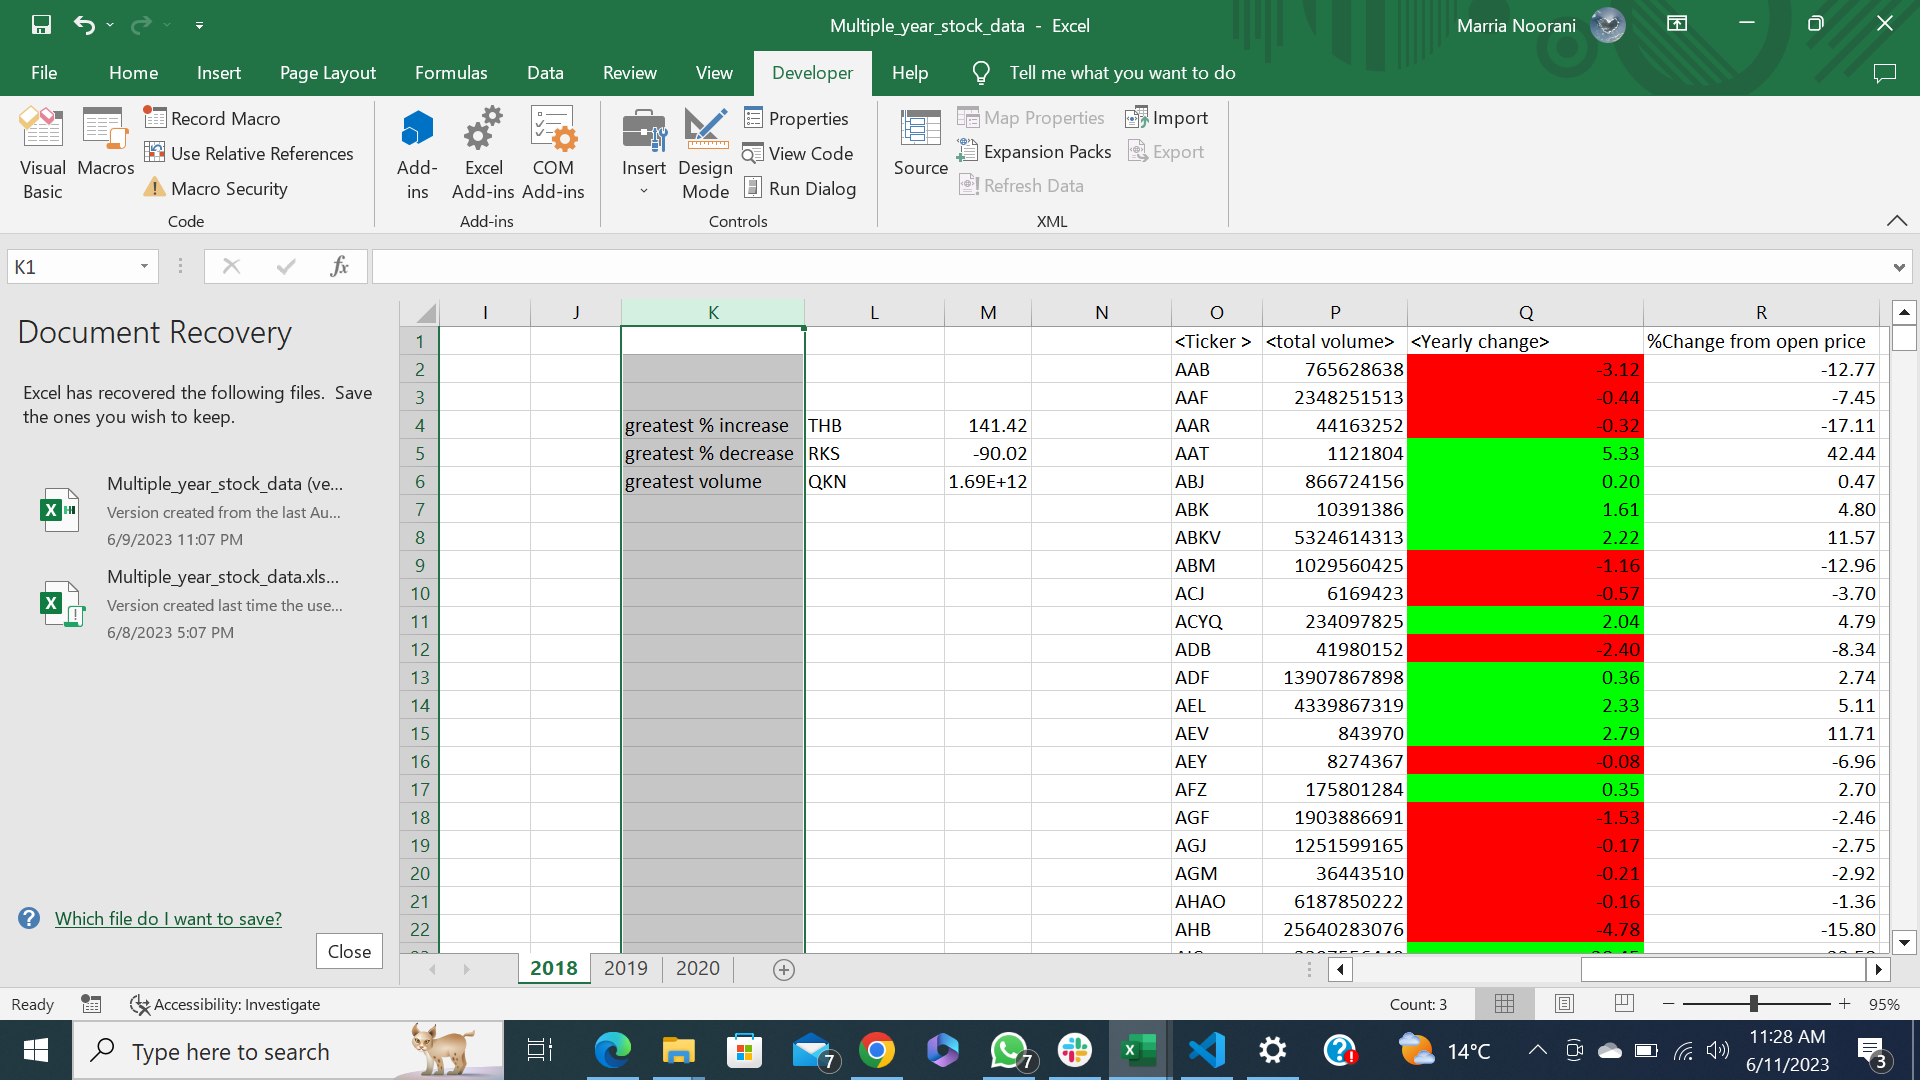 Multiple_year_stock_data - Excel
Marria Noorani
File Home Insert Page Layout Formulas Data Review View Developer Help Tell me what you want to do
Visual Basic
Macros
Record Macro
Use Relative References
Macro Security
Code
Add-ins
Excel Add-ins
COM Add-ins
Add-ins
Insert
Design Mode
Properties
View Code
Run Dialog
Controls
Source
Map Properties
Expansion Packs
Refresh Data
Import
Export
XML
K1
fx
Document Recovery
Excel has recovered the following files. Save
the ones you wish to keep.
Multiple_year_stock_data (ve...
Version created from the last Au...
6/9/2023 11:07 PM
Multiple_year_stock_data.xls...
Version created last time the use...
6/8/2023 5:07 PM
Which file do I want to save?
Close
I J K L M N O P Q R
1 <Ticker > <total volume> <Yearly change> %Change from open price
2 AAB 765628638 -3.12 -12.77
3 AAF 2348251513 -0.44 -7.45
4 greatest % increase THB 141.42 AAR 44163252 -0.32 -17.11
5 greatest % decrease RKS -90.02 AAT 1121804 5.33 42.44
6 greatest volume QKN 1.69E+12 ABJ 866724156 0.20 0.47
7 ABK 10391386 1.61 4.80
8 ABKV 5324614313 2.22 11.57
9 ABM 1029560425 -1.16 -12.96
10 ACJ 6169423 -0.57 -3.70
11 ACYQ 234097825 2.04 4.79
12 ADB 41980152 -2.40 -8.34
13 ADF 13907867898 0.36 2.74
14 AEL 4339867319 2.33 5.11
15 AEV 843970 2.79 11.71
16 AEY 8274367 -0.08 -6.96
17 AFZ 175801284 0.35 2.70
18 AGF 1903886691 -1.53 -2.46
19 AGJ 1251599165 -0.17 -2.75
20 AGM 36443510 -0.21 -2.92
21 AHAO 6187850222 -0.16 -1.36
22 AHB 25640283076 -4.78 -15.80
2018 2019 2020
Ready
Accessibility: Investigate
Count: 3
95%
Type here to search
7
7
14°C
11:28 AM
6/11/2023
3